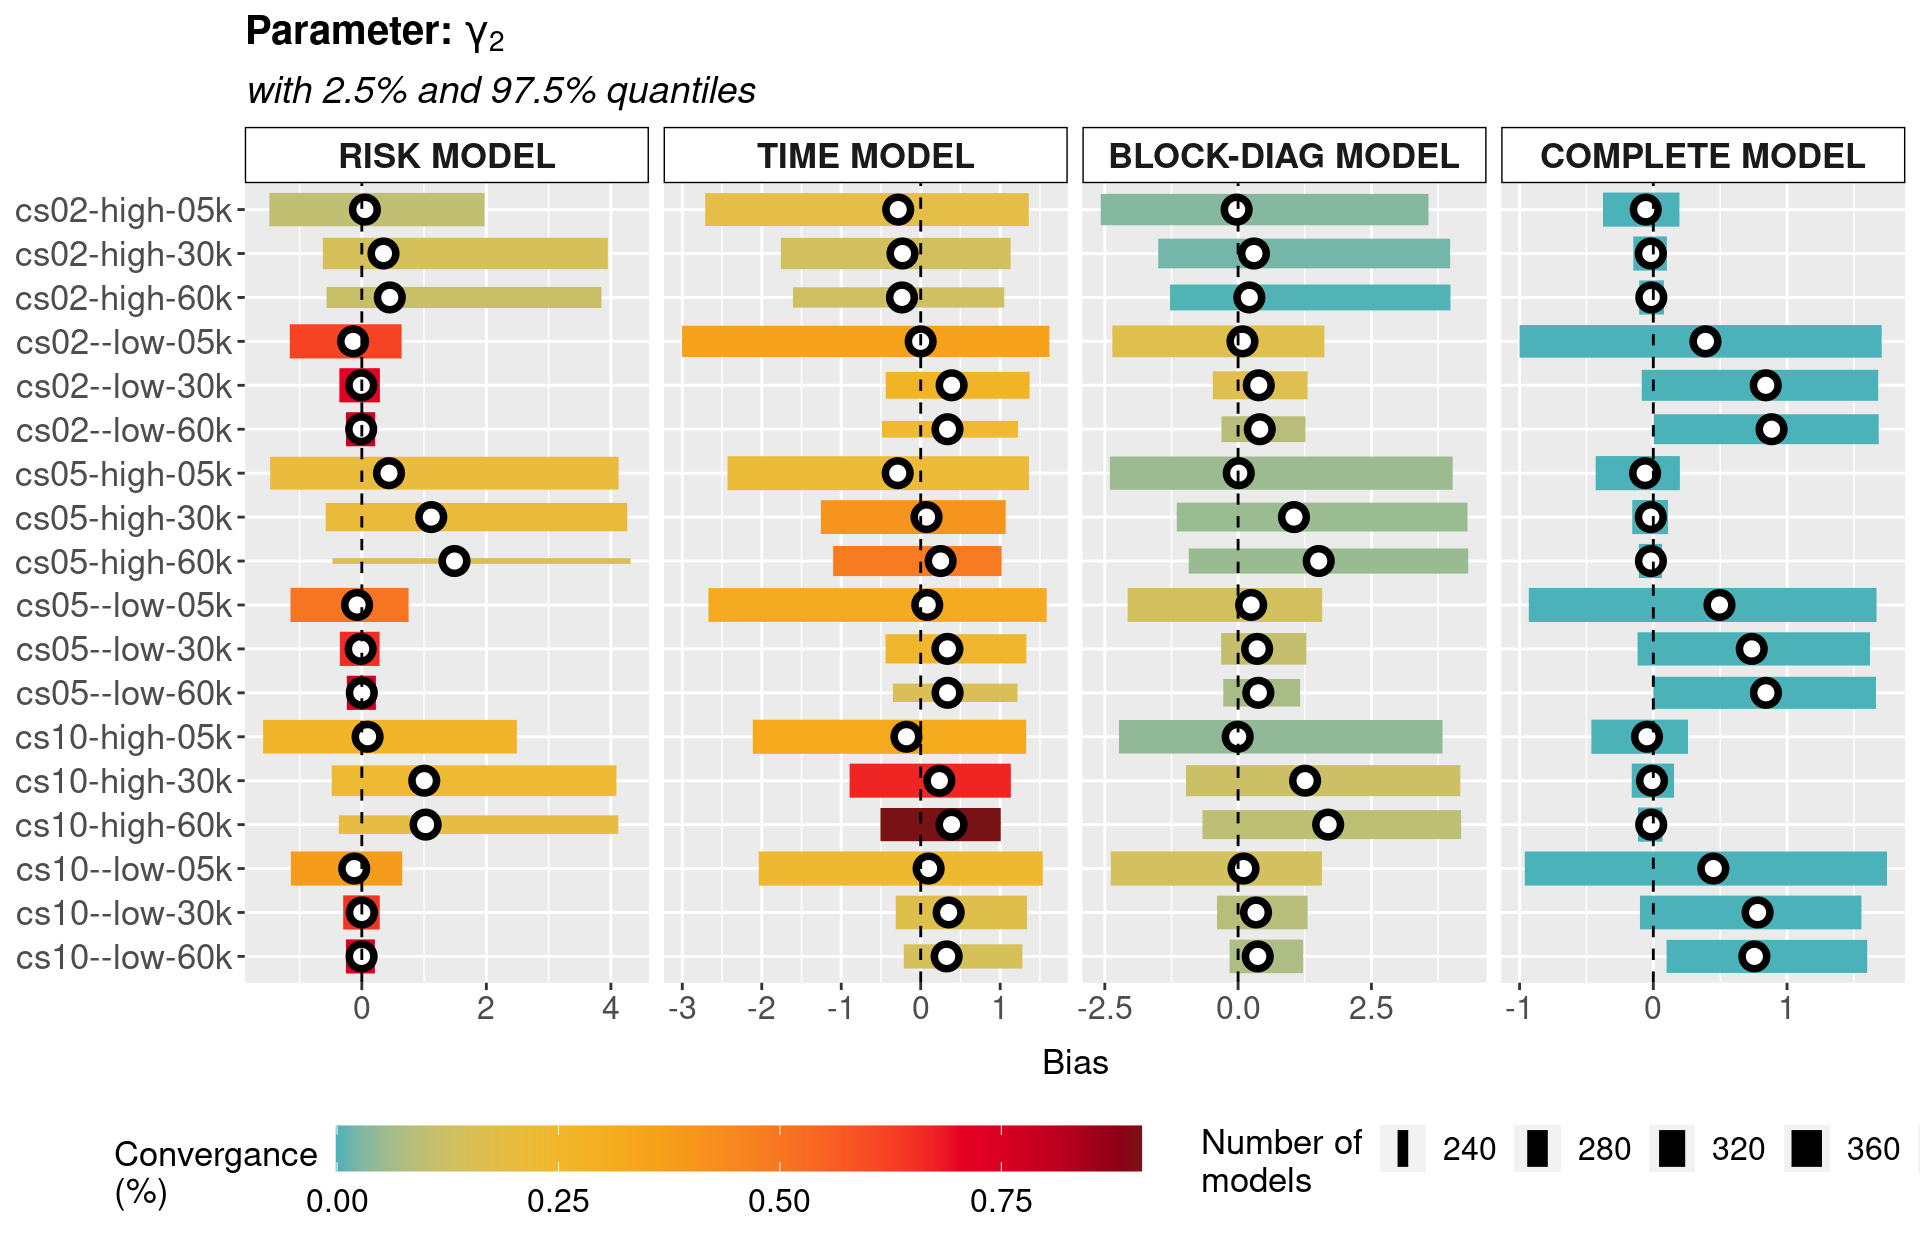 Parameter: γ2
with 2.5% and 97.5% quantiles
RISK MODEL TIME MODEL BLOCK-DIAG MODEL COMPLETE MODEL
cs02-high-05k
cs02-high-30k
cs02-high-60k
cs02--low-05k
cs02--low-30k
cs02--low-60k
cs05-high-05k
cs05-high-30k
cs05-high-60k
cs05--low-05k
cs05--low-30k
cs05--low-60k
cs10-high-05k
cs10-high-30k
cs10-high-60k
cs10--low-05k
cs10--low-30k
cs10--low-60k
0 2 4 -3 -2 -1 0 1 -2.5 0.0 2.5 -1 0 1
Bias
Convergance
(%)
0.00 0.25 0.50 0.75
Number of
models
240 280 320 360